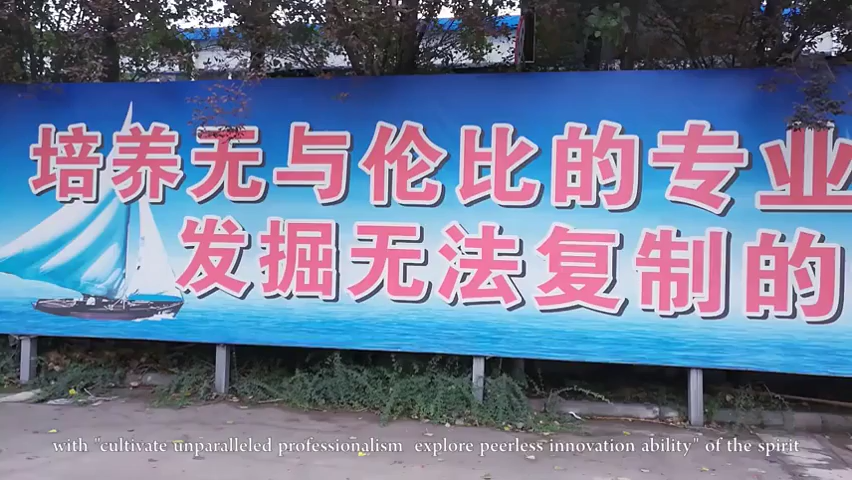 培养无与伦比的专业
发掘无法复制的
with "cultivate unparalleled professionalism explore peerless innovation ability" of the spirit